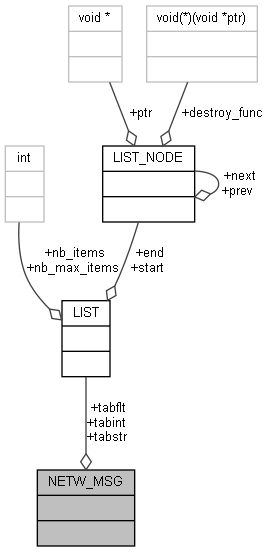 void *
void(*)(void *ptr)
+ptr
+destroy_func
int
LIST_NODE
+next
+prev
+nb_items
+nb_max_items
+end
+start
LIST
+tabflt
+tabint
+tabstr
NETW_MSG